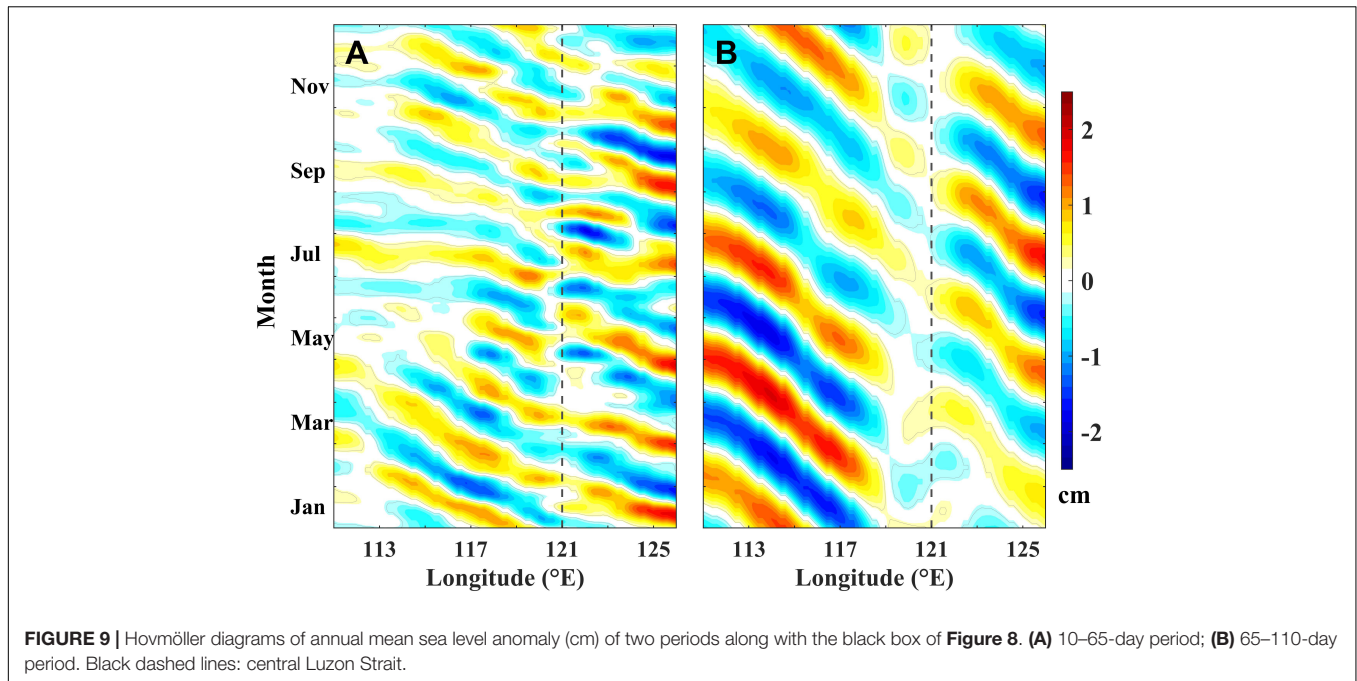 A
B
Nov
Sep
Jul
May
Mar
Jan
Month
113
117
121
125
Longitude (°E)
113
117
121
125
Longitude (°E)
2
1
0
-1
-2
cm
FIGURE 9 | Hovmöller diagrams of annual mean sea level anomaly (cm) of two periods along with the black box of Figure 8. (A) 10–65-day period; (B) 65–110-day
period. Black dashed lines: central Luzon Strait.